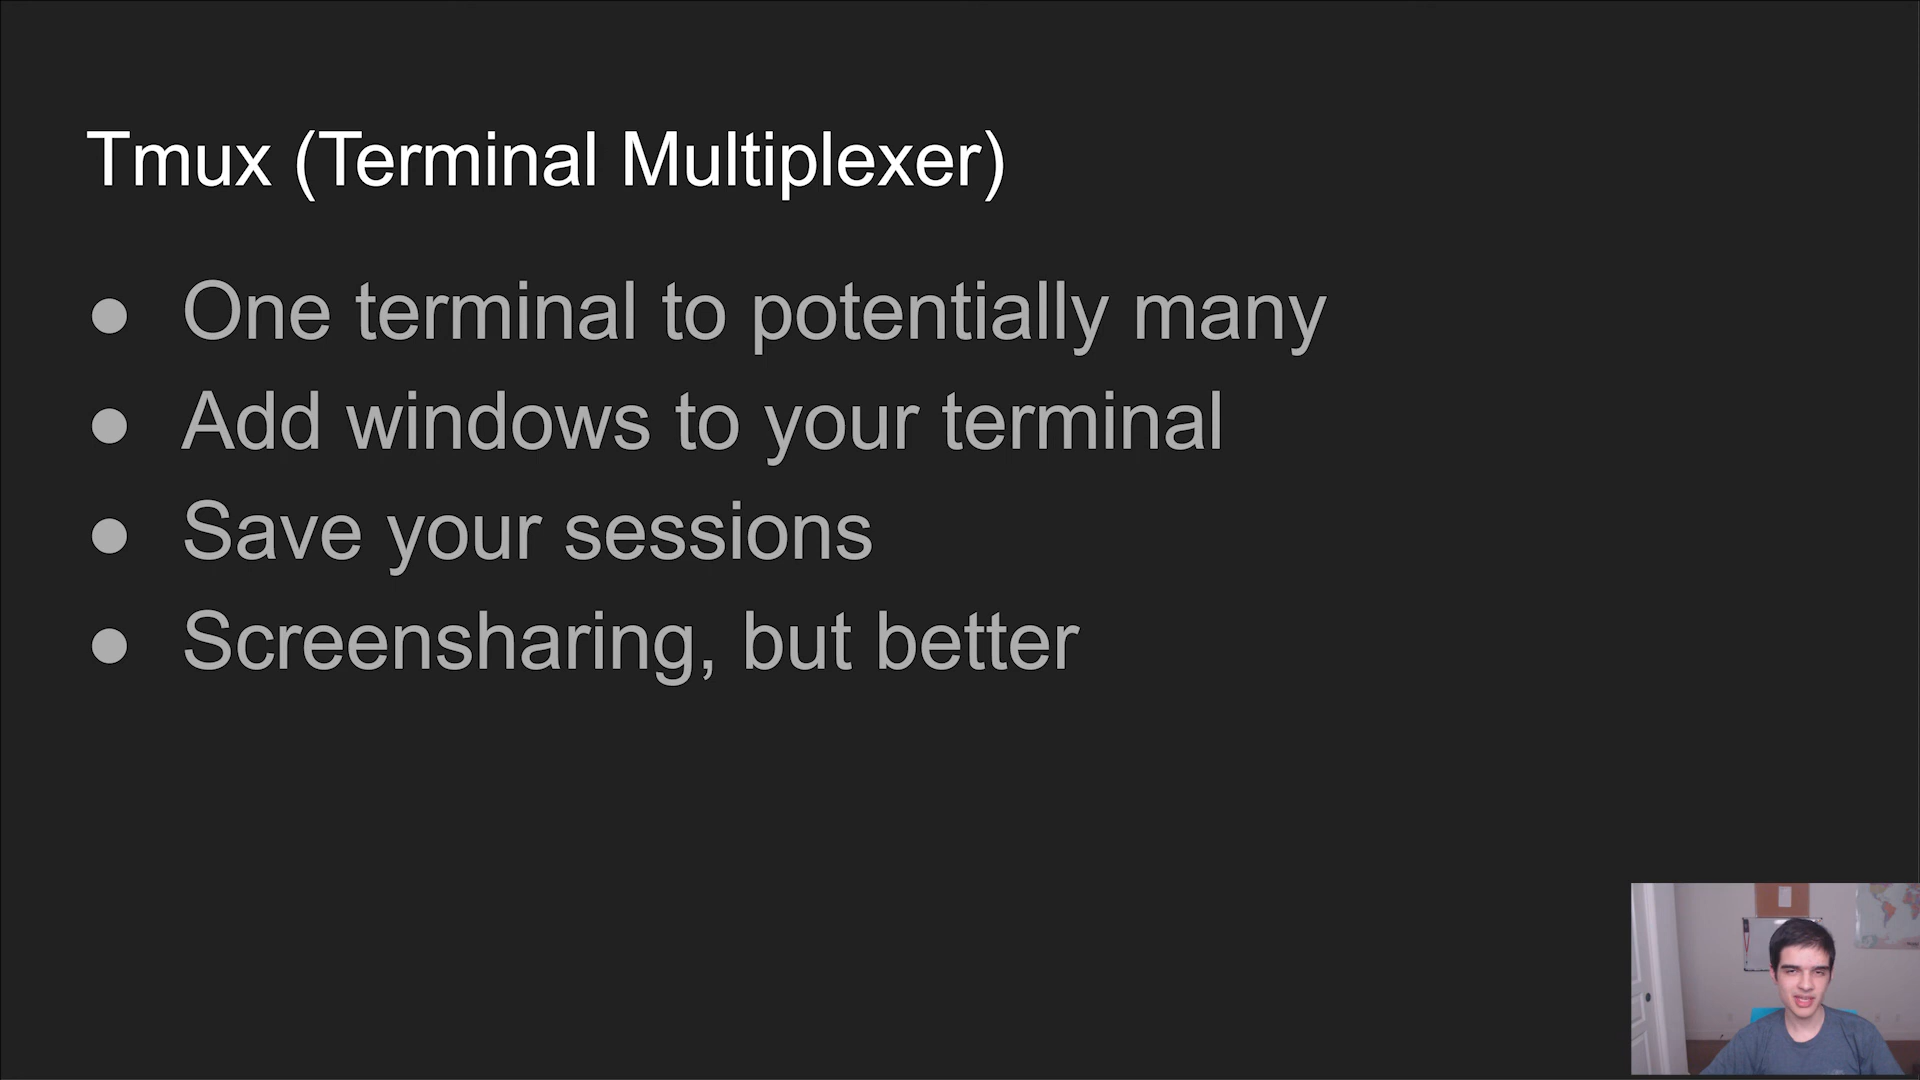 Tmux (Terminal Multiplexer)
● One terminal to potentially many
● Add windows to your terminal
● Save your sessions
● Screensharing, but better